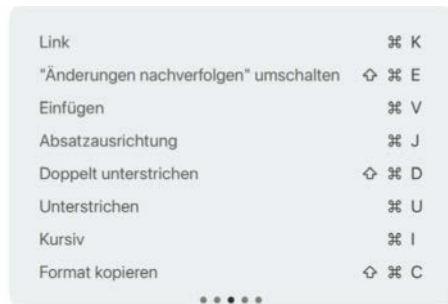 Link ⌘ K
"Änderungen nachverfolgen" umschalten ⇧ ⌘ E
Einfügen ⌘ V
Absatzausrichtung ⌘ J
Doppelt unterstrichen ⇧ ⌘ D
Unterstrichen ⌘ U
Kursiv ⌘ I
Format kopieren ⇧ ⌘ C